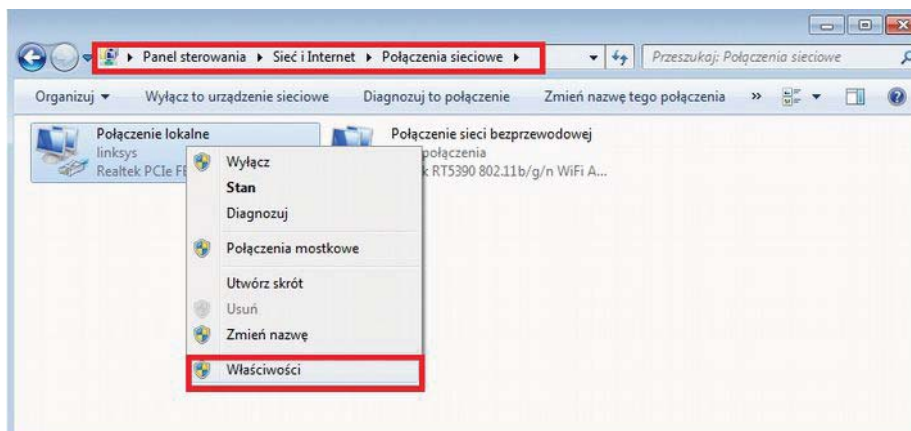 Panel sterowania Sieć i Internet Połączenia sieciowe
Przeszukaj: Połączenia sieciowe
Organizuj Wyłącz to urządzenie sieciowe Diagnozuj to połączenie Zmień nazwę tego połączenia »
Połączenie lokalne
linksys
Realtek PCIe
Połączenie sieci bezprzewodowej
połączenia
RT5390 802.11b/g/n WiFi A...
Wyłącz
Stan
Diagnozuj
Połączenia mostkowe
Utwórz skrót
Usuń
Zmień nazwę
Właściwości